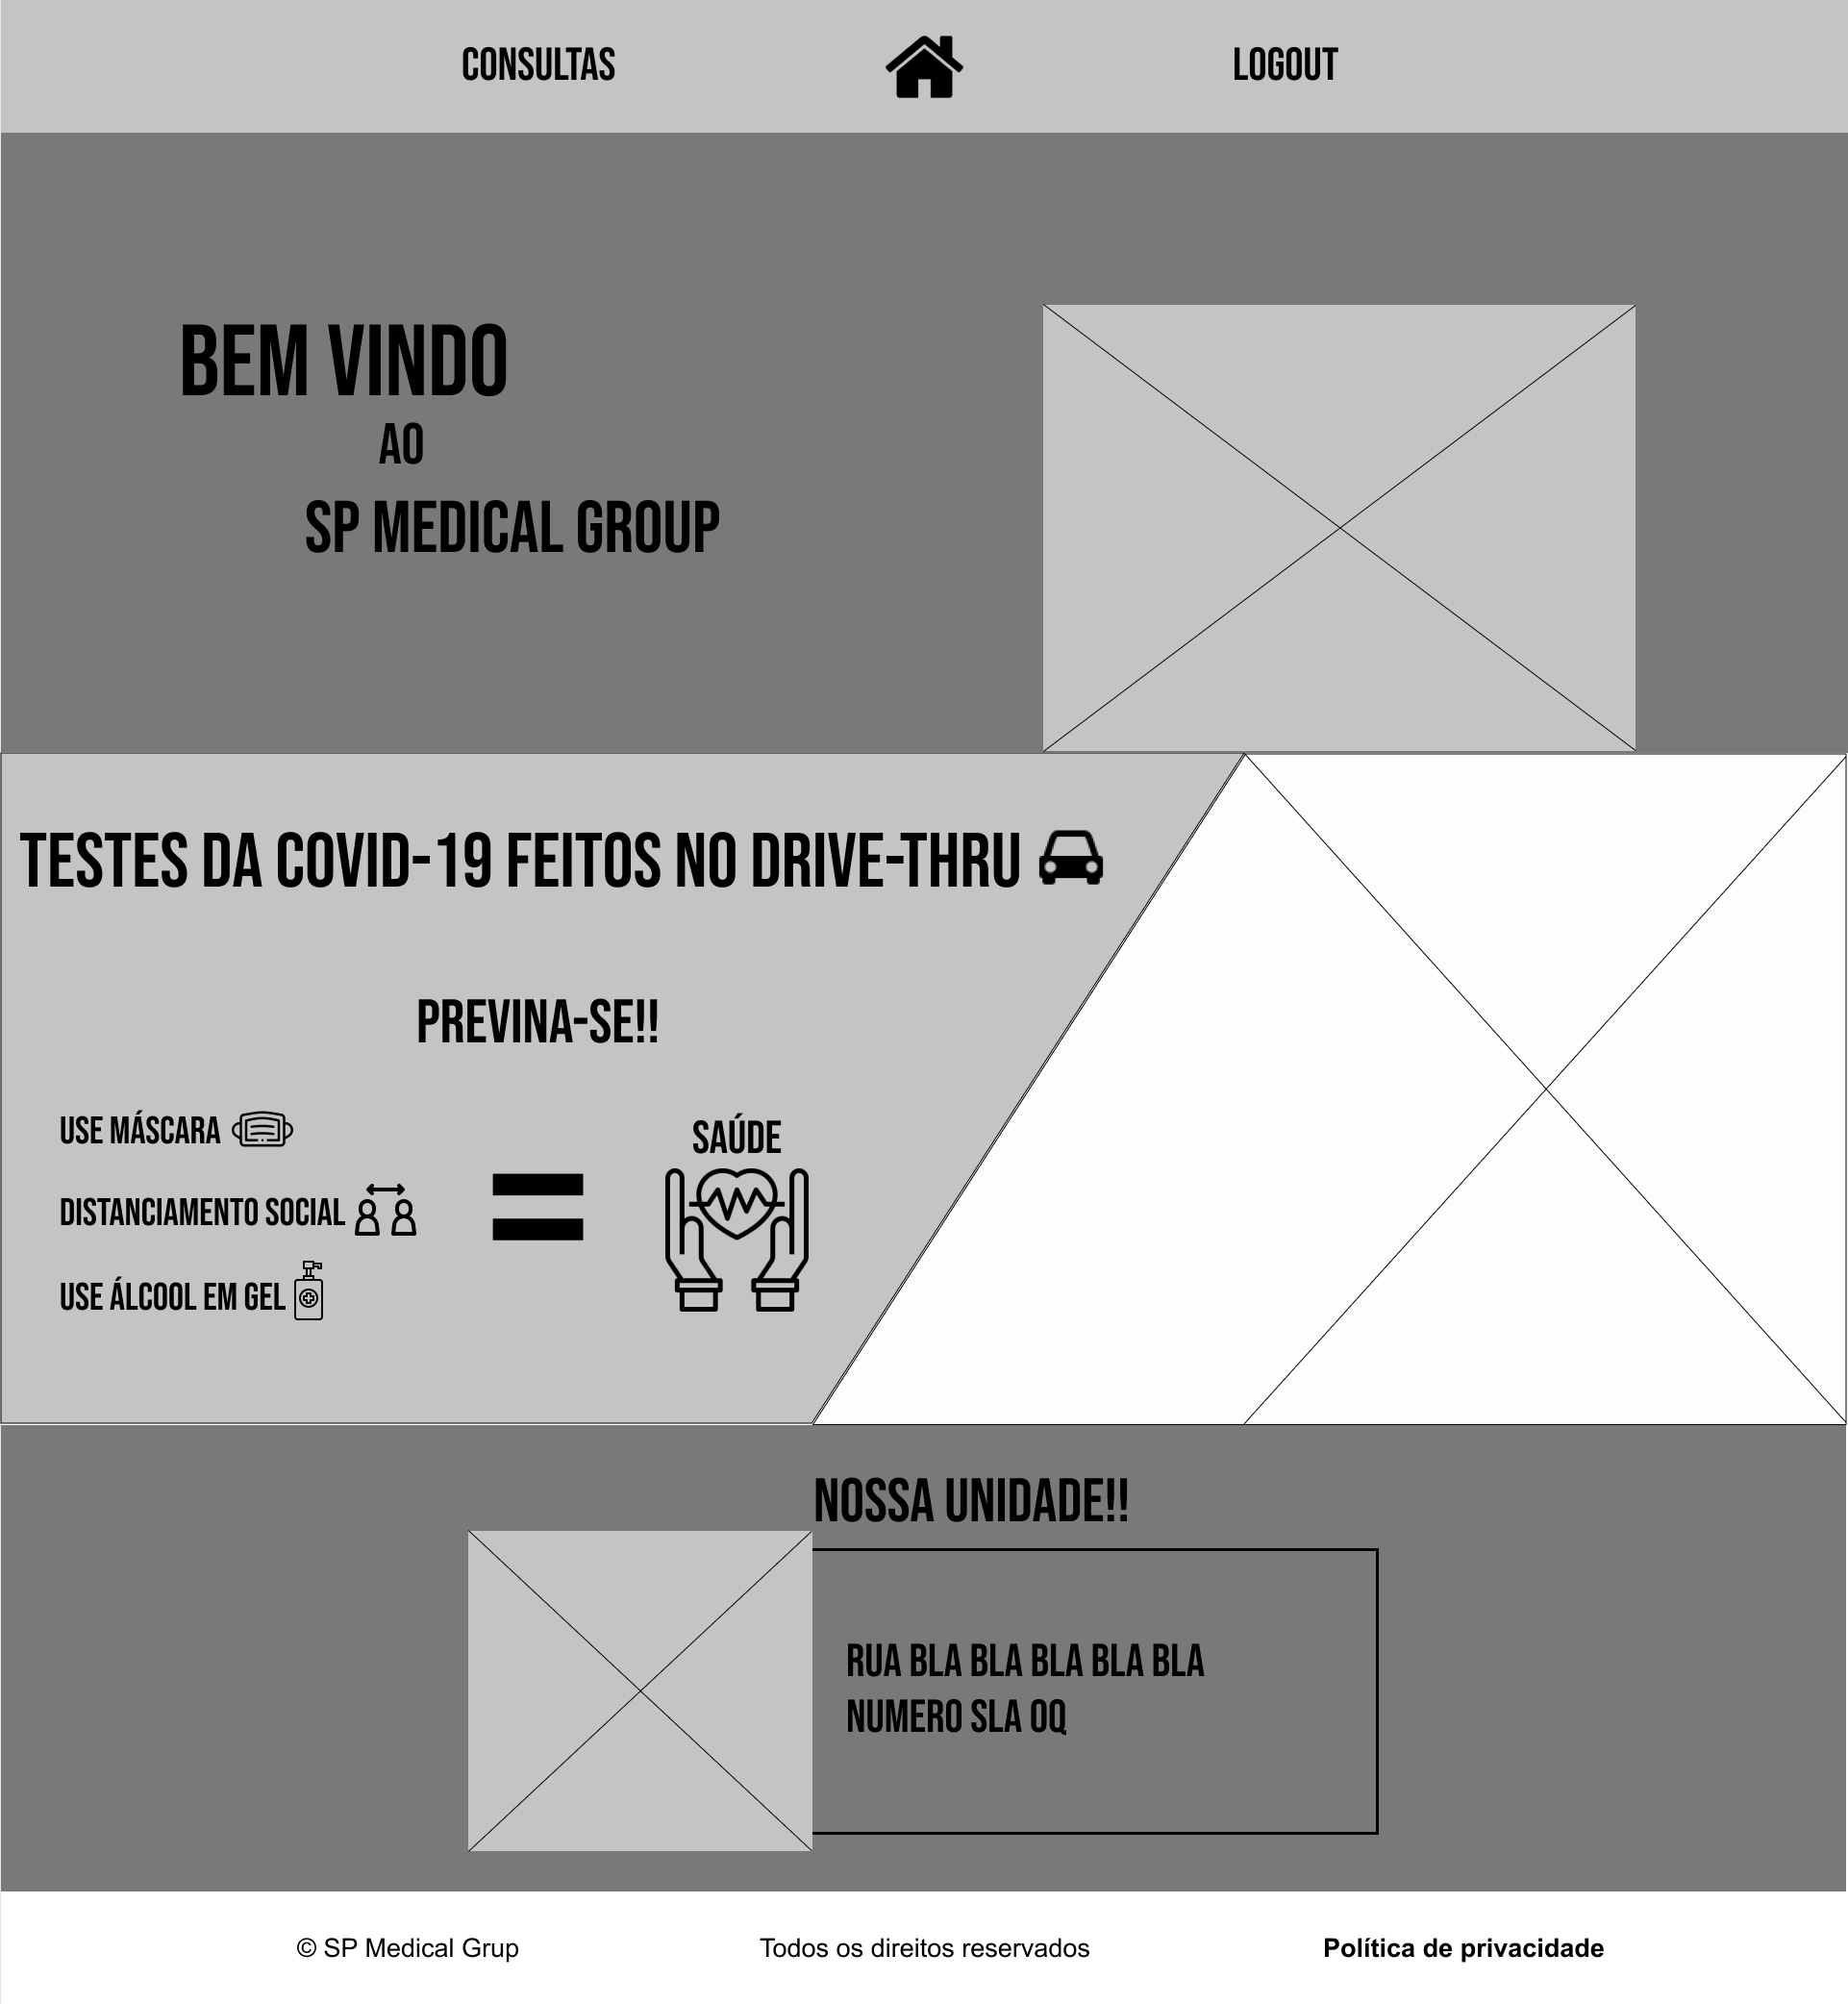 CONSULTAS
LOGOUT
BEM VINDO
AO
SP MEDICAL GROUP
TESTES DA COVID-19 FEITOS NO DRIVE-THRU
PREVINA-SE!!
USE MÁSCARA
DISTANCIAMENTO SOCIAL
USE ÁLCOOL EM GEL
SAÚDE
NOSSA UNIDADE!!
RUA BLA BLA BLA BLA BLA
NUMERO SLA OQ
© SP Medical Grup
Todos os direitos reservados
Política de privacidade